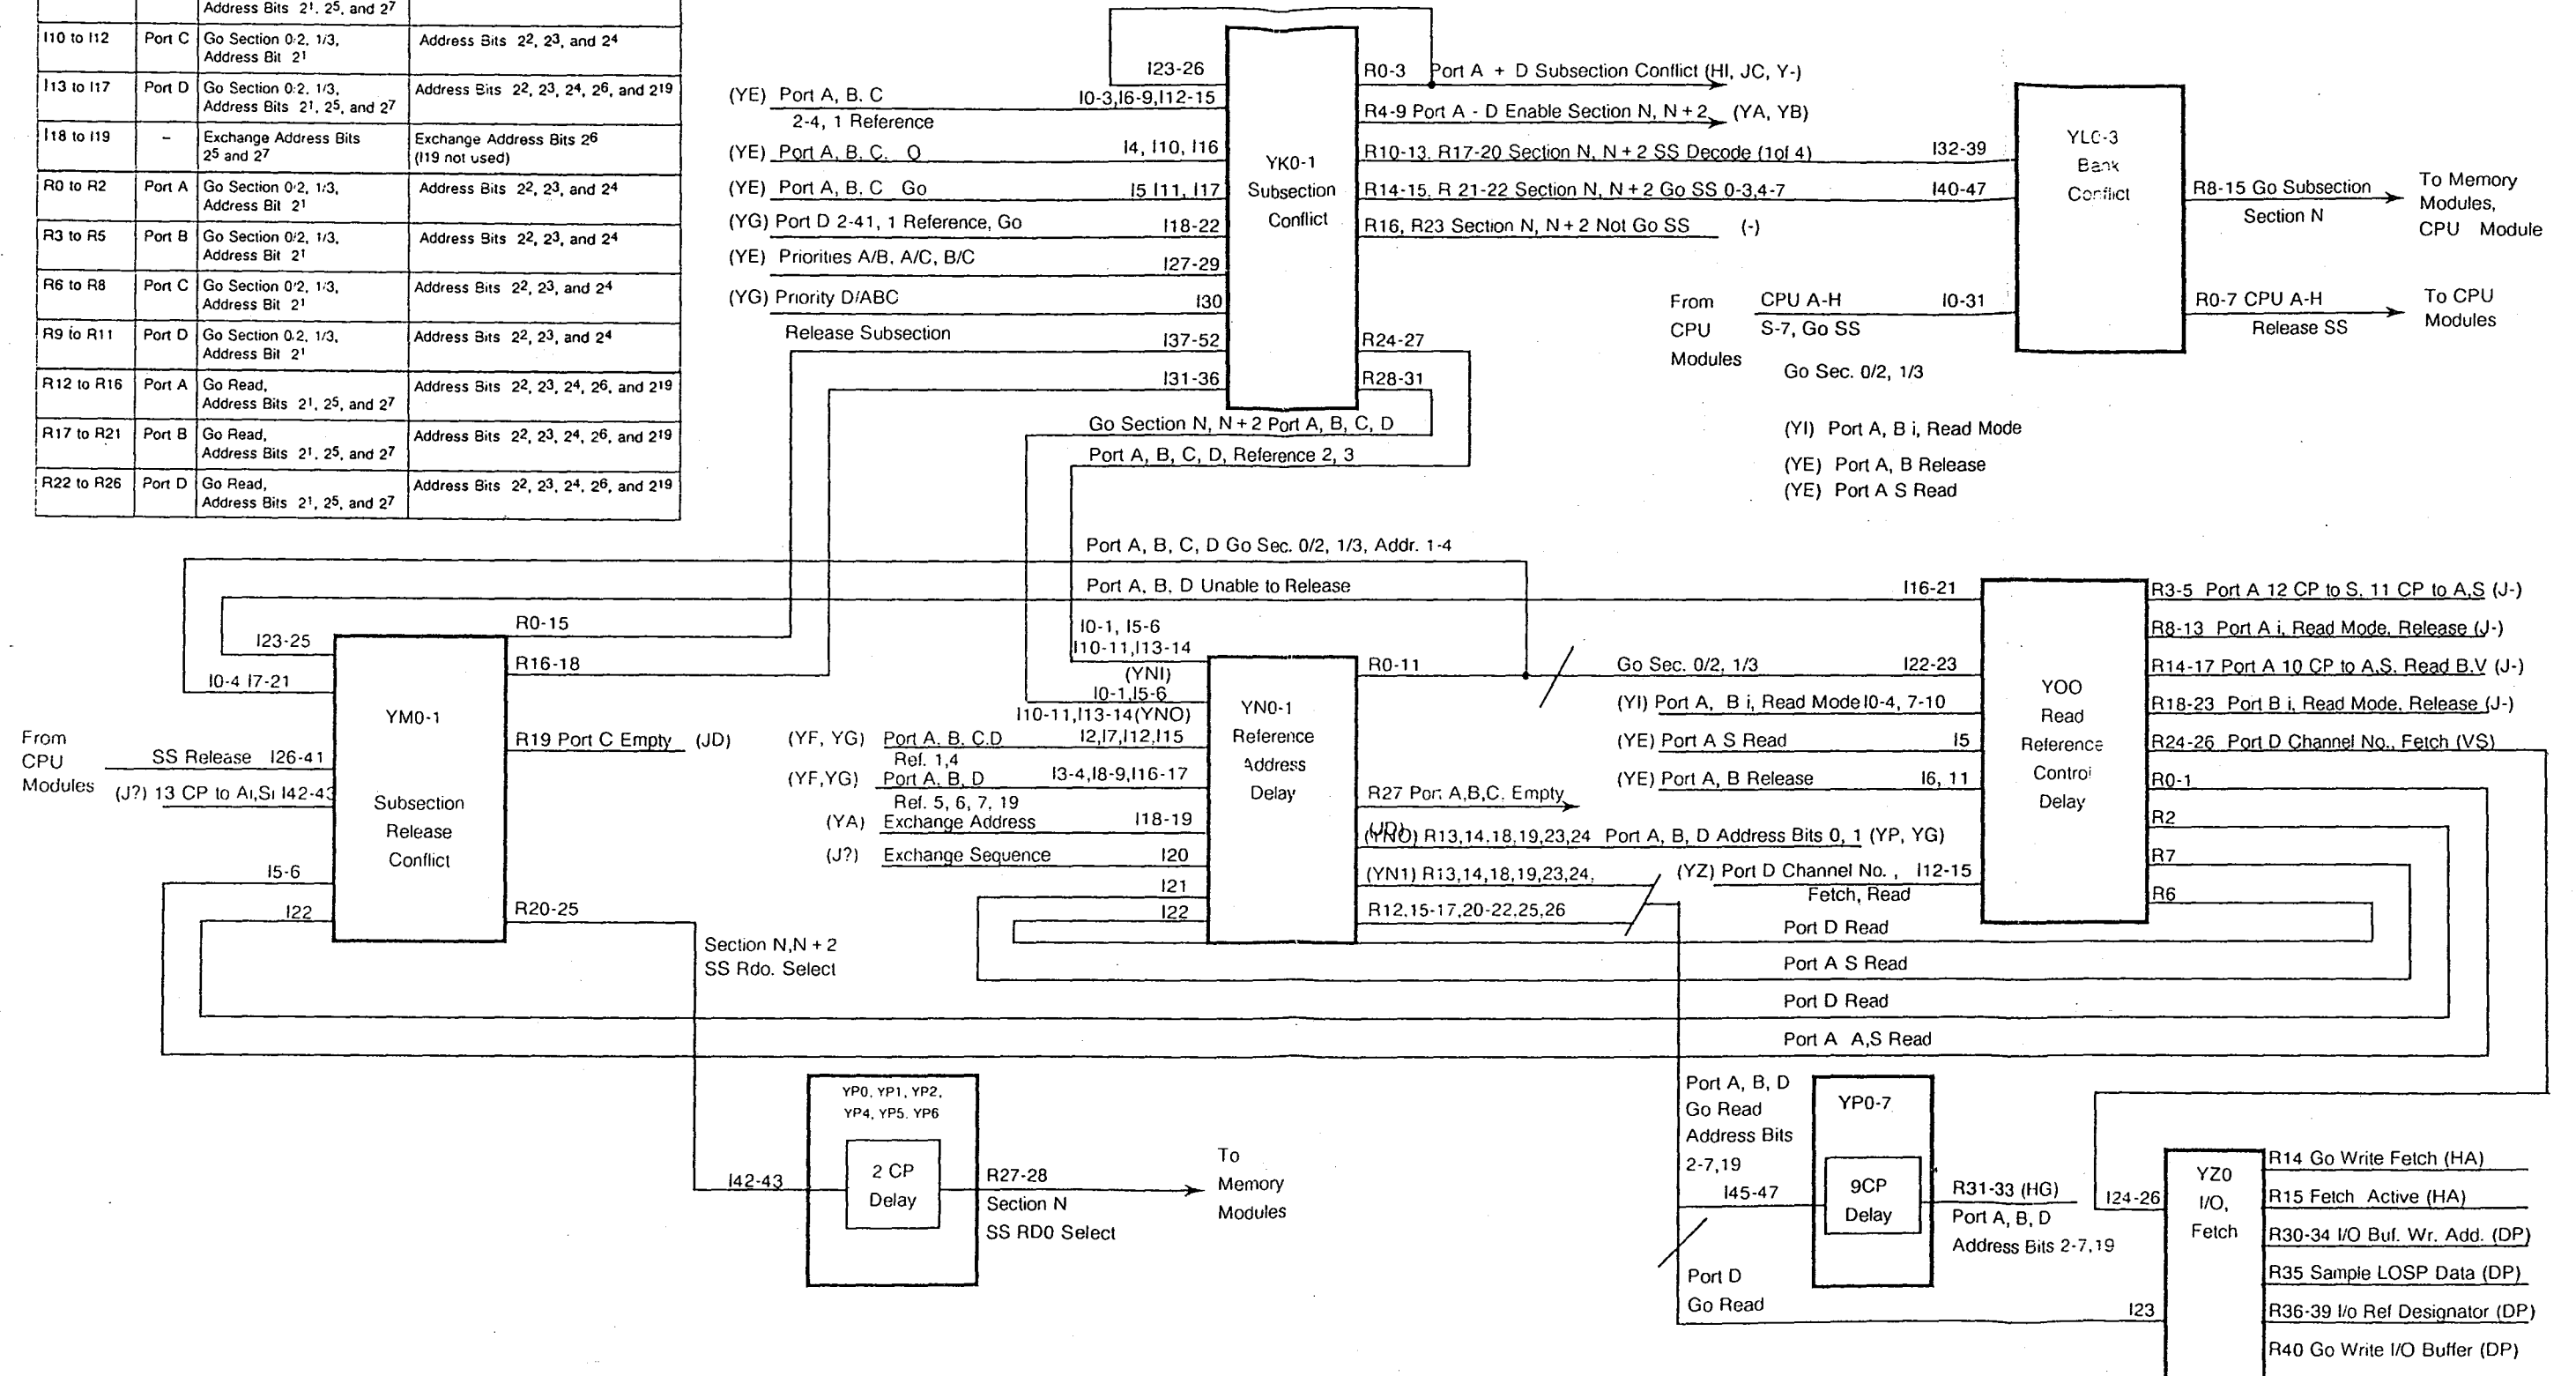 Address Bits 2¹, 2⁵, and 2⁷
I10 to I12 Port C Go Section 0/2, 1/3, Address Bits 2², 2³, and 2⁴
Address Bit 2¹
I13 to I17 Port D Go Section 0/2, 1/3, Address Bits 2², 2³, 2⁴, 2⁶, and 2¹⁹
Address Bits 2¹, 2⁵, and 2⁷
I18 to I19 – Exchange Address Bits Exchange Address Bits 2⁶
2⁵ and 2⁷ (I19 not used)
R0 to R2 Port A Go Section 0/2, 1/3, Address Bits 2², 2³, and 2⁴
Address Bit 2¹
R3 to R5 Port B Go Section 0/2, 1/3, Address Bits 2², 2³, and 2⁴
Address Bit 2¹
R6 to R8 Port C Go Section 0/2, 1/3, Address Bits 2², 2³, and 2⁴
Address Bit 2¹
R9 to R11 Port D Go Section 0/2, 1/3, Address Bits 2², 2³, and 2⁴
Address Bit 2¹
R12 to R16 Port A Go Read, Address Bits 2², 2³, 2⁴, 2⁶, and 2¹⁹
Address Bits 2¹, 2⁵, and 2⁷
R17 to R21 Port B Go Read, Address Bits 2², 2³, 2⁴, 2⁶, and 2¹⁹
Address Bits 2¹, 2⁵, and 2⁷
R22 to R26 Port D Go Read, Address Bits 2², 2³, 2⁴, 2⁶, and 2¹⁹
Address Bits 2¹, 2⁵, and 2⁷
I23-26
(YE) Port A, B. C I0-3,I6-9,I12-15
2-4, 1 Reference
(YE) Port A, B, C, O I4, I10, I16
(YE) Port A, B, C Go I5 I11, I17
(YG) Port D 2-41, 1 Reference, Go I18-22
(YE) Priorities A/B, A/C, B/C I27-29
(YG) Priority D/ABC I30
Release Subsection I37-52
I31-36
YK0-1
Subsection
Conflict
R0-3 Port A + D Subsection Conflict (HI, JC, Y-)
R4-9 Port A - D Enable Section N, N + 2 (YA, YB)
R10-13, R17-20 Section N, N + 2 SS Decode (1of 4) I32-39
R14-15, R 21-22 Section N, N + 2 Go SS 0-3,4-7 I40-47
R16, R23 Section N, N + 2 Not Go SS (-)
R24-27
R28-31
Go Section N, N + 2 Port A, B, C, D
Port A, B, C, D, Reference 2, 3
From
CPU
Modules
CPU A-H I0-31
S-7, Go SS
YL0-3
Bank
Conflict
R8-15 Go Subsection
Section N
To Memory
Modules,
CPU Module
R0-7 CPU A-H
Release SS
To CPU
Modules
Go Sec. 0/2, 1/3
(YI) Port A, B i, Read Mode
(YE) Port A, B Release
(YE) Port A S Read
Port A, B, C, D Go Sec. 0/2, 1/3, Addr. 1-4
Port A, B, D Unable to Release I16-21
I23-25
I0-4 I7-21
From
CPU
Modules
SS Release I26-41
(J?) 13 CP to Ai,Si I42-43
I5-6
I22
YM0-1
Subsection
Release
Conflict
R0-15
R16-18
R19 Port C Empty (JD)
R20-25
Section N,N + 2
SS Rdo. Select
I0-1, I5-6
I10-11,I13-14
(YNI)
I0-1,I5-6
I10-11,I13-14(YNO)
(YF, YG) Port A. B. C.D I2,I7,I12,I15
Ref. 1,4
(YF,YG) Port A, B, D I3-4,I8-9,I16-17
Ref. 5, 6, 7, 19
(YA) Exchange Address I18-19
(J?) Exchange Sequence I20
I21
I22
YN0-1
Reference
Address
Delay
R0-11
R27 Port A,B,C, Empty
(JD)
(YNO) R13,14,18,19,23,24 Port A, B, D Address Bits 0, 1 (YP, YG)
(YN1) R13,14,18,19,23,24,
R12,15-17,20-22,25,26
Go Sec. 0/2, 1/3 I22-23
(YI) Port A, B i, Read Mode I0-4, 7-10
(YE) Port A S Read I5
(YE) Port A, B Release I6, 11
(YZ) Port D Channel No., I12-15
Fetch, Read
YOO
Read
Reference
Control
Delay
R3-5 Port A 12 CP to S. 11 CP to A,S (J-)
R8-13 Port A i, Read Mode, Release (J-)
R14-17 Port A 10 CP to A,S. Read B.V (J-)
R18-23 Port B i, Read Mode, Release (J-)
R24-26 Port D Channel No., Fetch (VS)
R0-1
R2
R7
R6
Port D Read
Port A S Read
Port D Read
Port A A,S Read
YP0, YP1, YP2,
YP4, YP5, YP6
I42-43
2 CP
Delay
R27-28
Section N
SS RD0 Select
To
Memory
Modules
Port A, B, D
Go Read
Address Bits
2-7,19
I45-47
YP0-7
9CP
Delay
R31-33 (HG)
Port A, B, D
Address Bits 2-7,19
Port D
Go Read
I24-26
I23
YZ0
I/O,
Fetch
R14 Go Write Fetch (HA)
R15 Fetch Active (HA)
R30-34 I/O Buf. Wr. Add. (DP)
R35 Sample LOSP Data (DP)
R36-39 I/o Ref Designator (DP)
R40 Go Write I/O Buffer (DP)